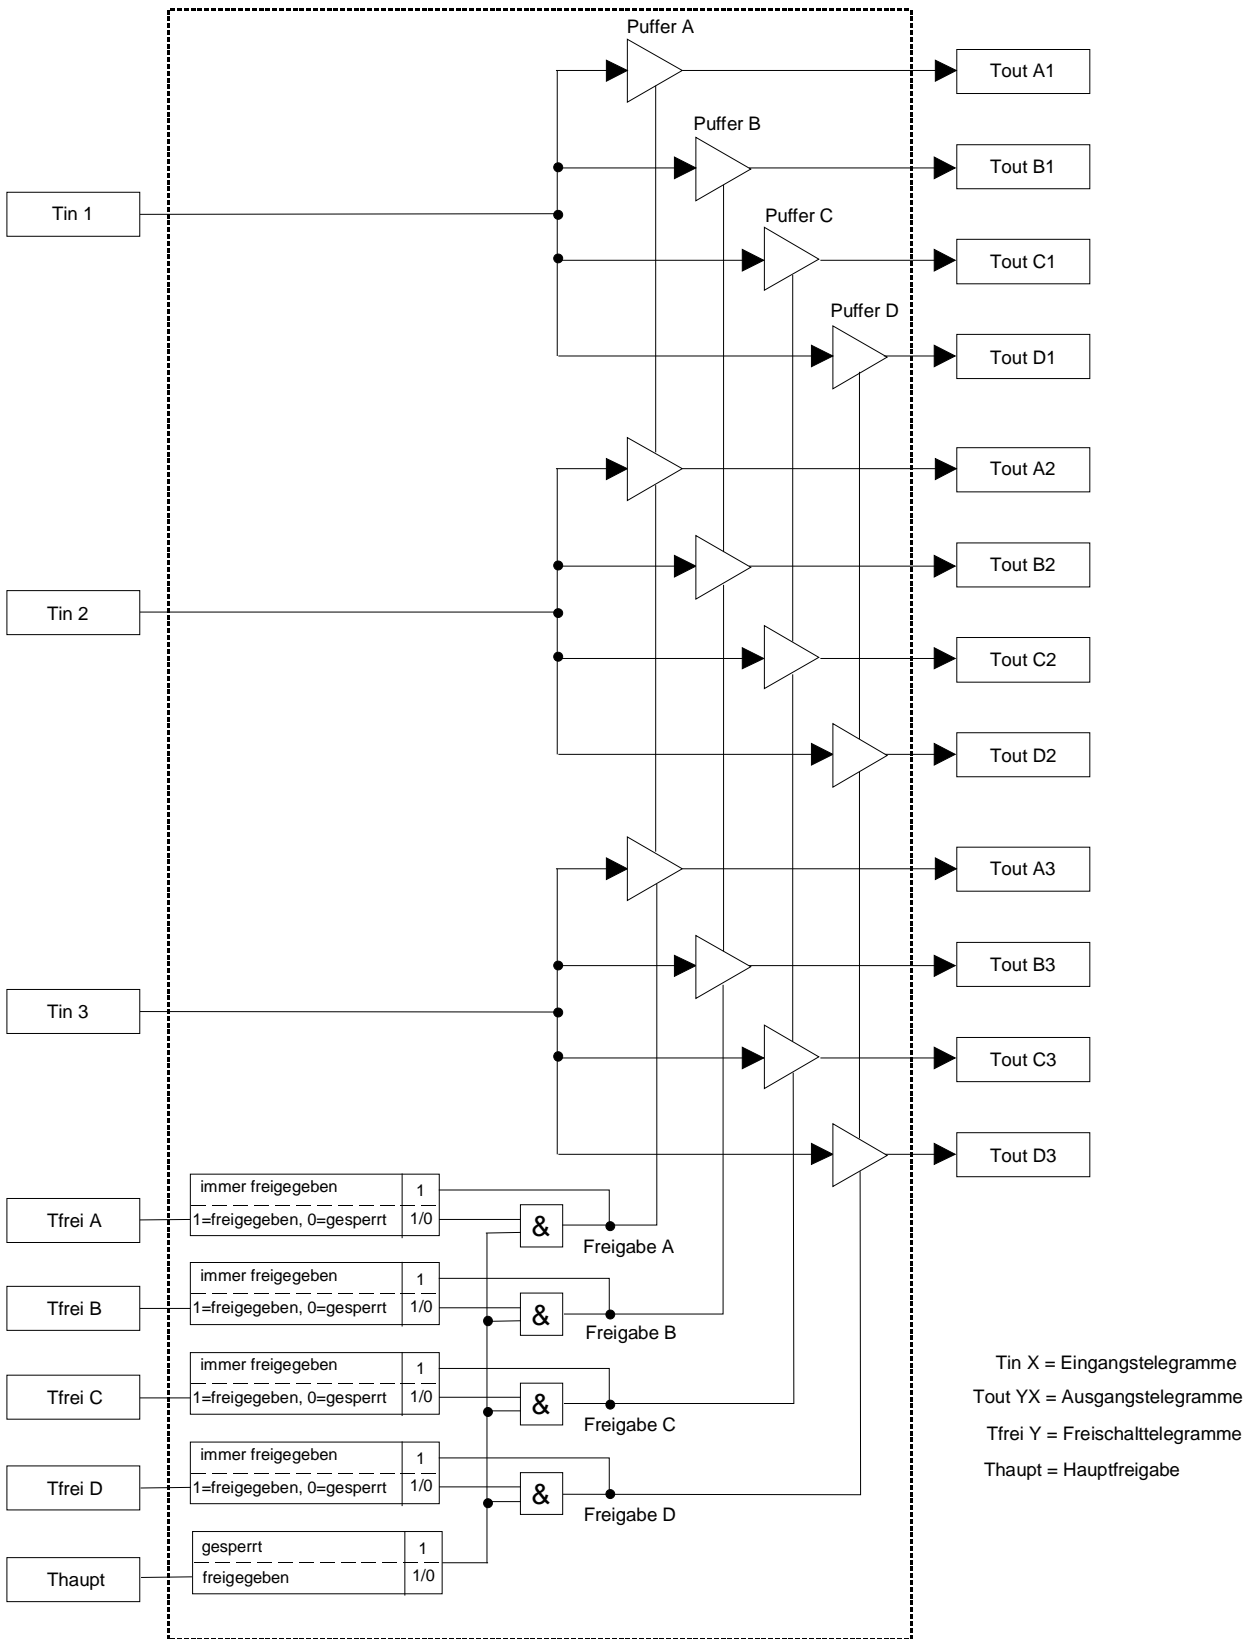 Puffer A
Tout A1
Puffer B
Tout B1
Tin 1
Puffer C
Tout C1
Puffer D
Tout D1
Tout A2
Tout B2
Tin 2
Tout C2
Tout D2
Tout A3
Tout B3
Tin 3
Tout C3
Tout D3
immer freigegeben 1
Tfrei A
1=freigegeben, 0=gesperrt 1/0
&
Freigabe A
immer freigegeben 1
Tfrei B
1=freigegeben, 0=gesperrt 1/0
&
Freigabe B
immer freigegeben 1
Tfrei C
1=freigegeben, 0=gesperrt 1/0
&
Freigabe C
immer freigegeben 1
Tfrei D
1=freigegeben, 0=gesperrt 1/0
&
Freigabe D
gesperrt 1
Thaupt
freigegeben 1/0
Tin X = Eingangstelegramme
Tout YX = Ausgangstelegramme
Tfrei Y = Freischalttelegramme
Thaupt = Hauptfreigabe